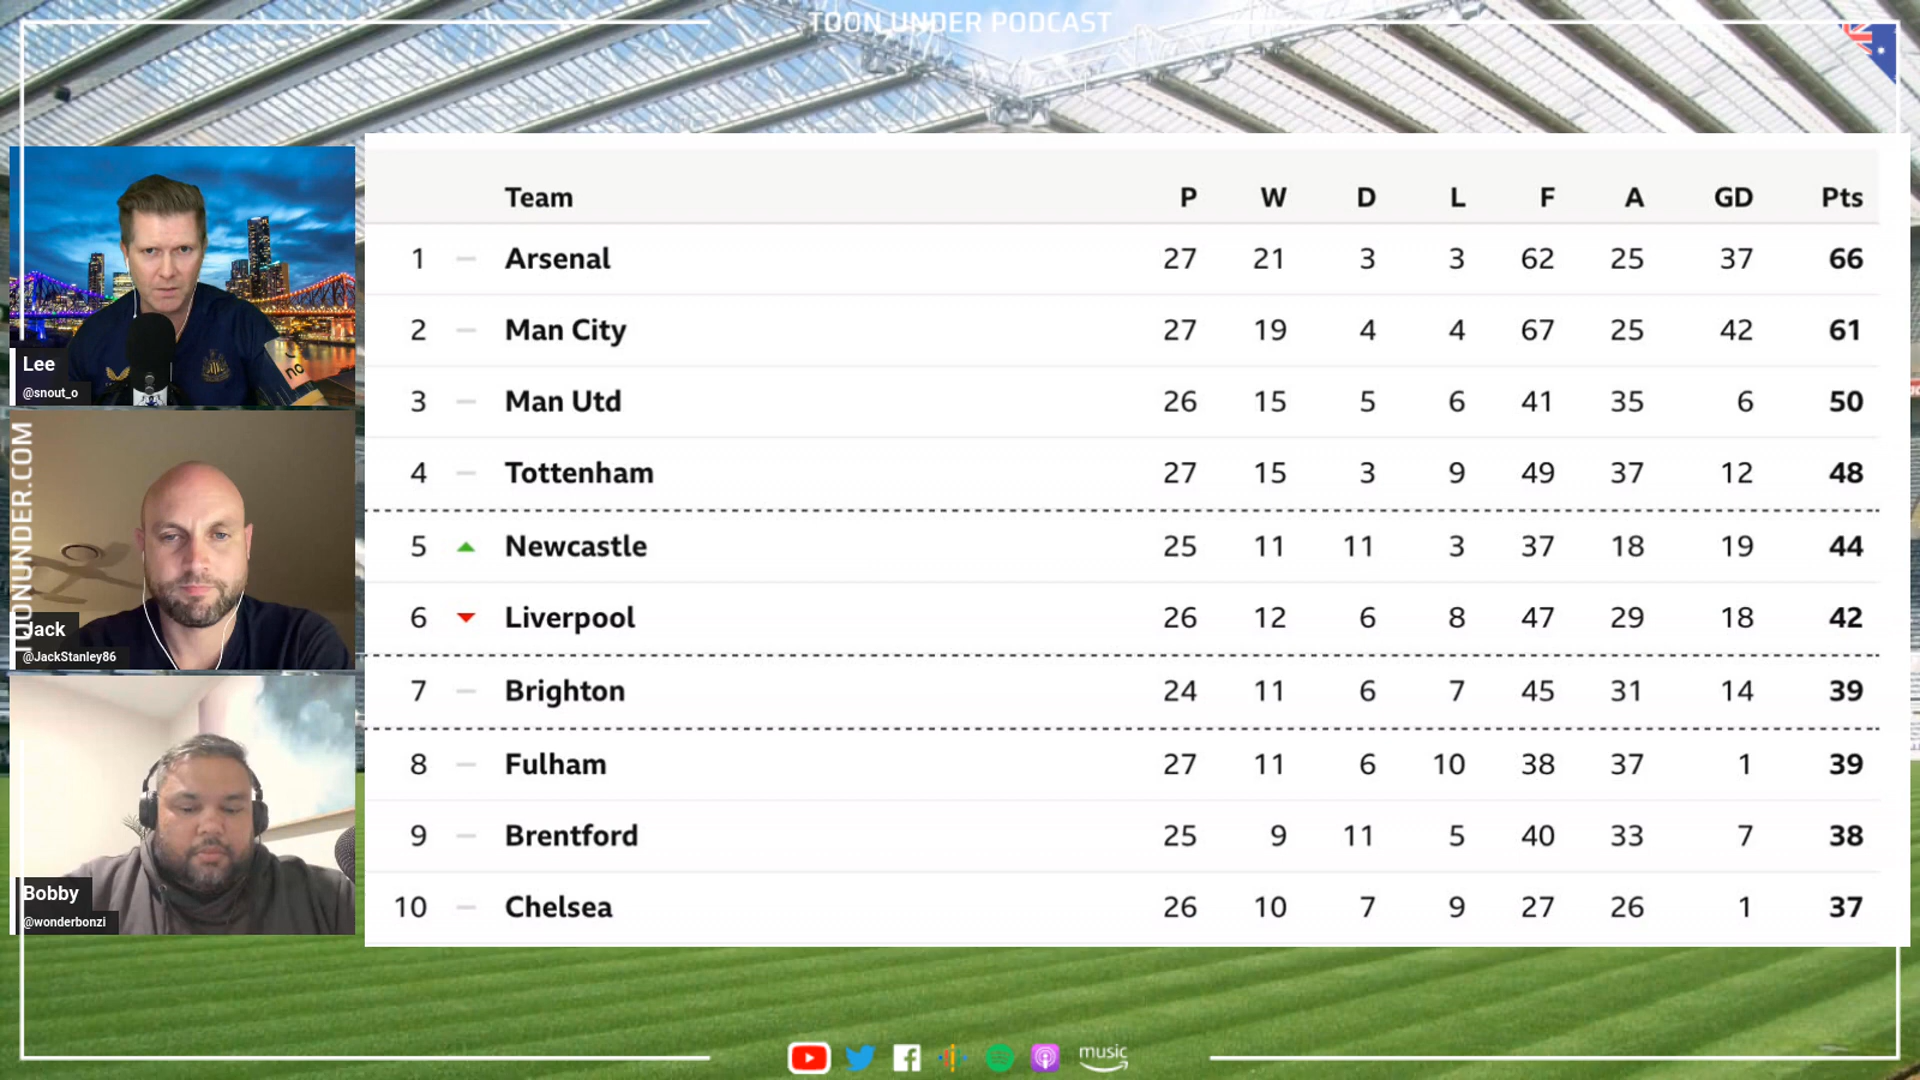 TOON UNDER PODCAST
Team P W D L F A GD Pts
1 Arsenal 27 21 3 3 62 25 37 66
2 Man City 27 19 4 4 67 25 42 61
3 Man Utd 26 15 5 6 41 35 6 50
4 Tottenham 27 15 3 9 49 37 12 48
5 Newcastle 25 11 11 3 37 18 19 44
6 Liverpool 26 12 6 8 47 29 18 42
7 Brighton 24 11 6 7 45 31 14 39
8 Fulham 27 11 6 10 38 37 1 39
9 Brentford 25 9 11 5 40 33 7 38
10 Chelsea 26 10 7 9 27 26 1 37
Lee
@snout_o
no
TOONUNDER.COM
Jack
@JackStanley86
Bobby
@wonderbonzi
music